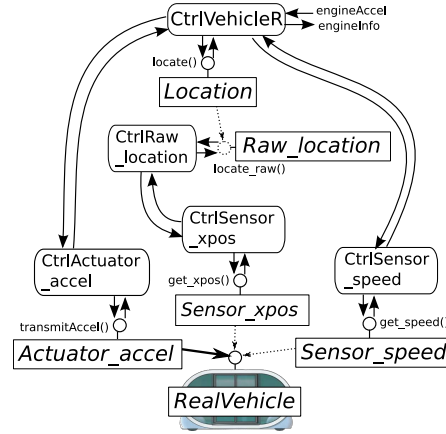 CtrlVehicleR
engineAccel
engineInfo
locate()
Location
CtrlRaw
_location
Raw_location
locate_raw()
CtrlSensor
_xpos
CtrlActuator
_accel
CtrlSensor
_speed
get_xpos()
transmitAccel()
Sensor_xpos
get_speed()
Actuator_accel
Sensor_speed
RealVehicle